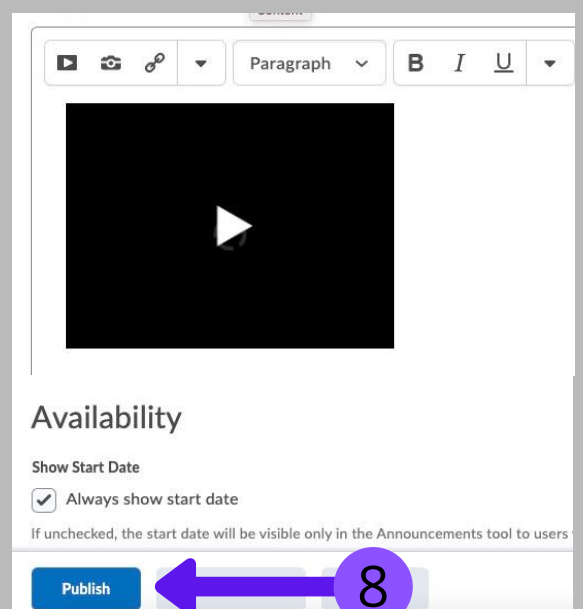 Paragraph B I U
Availability
Show Start Date
Always show start date
If unchecked, the start date will be visible only in the Announcements tool to users
Publish 8